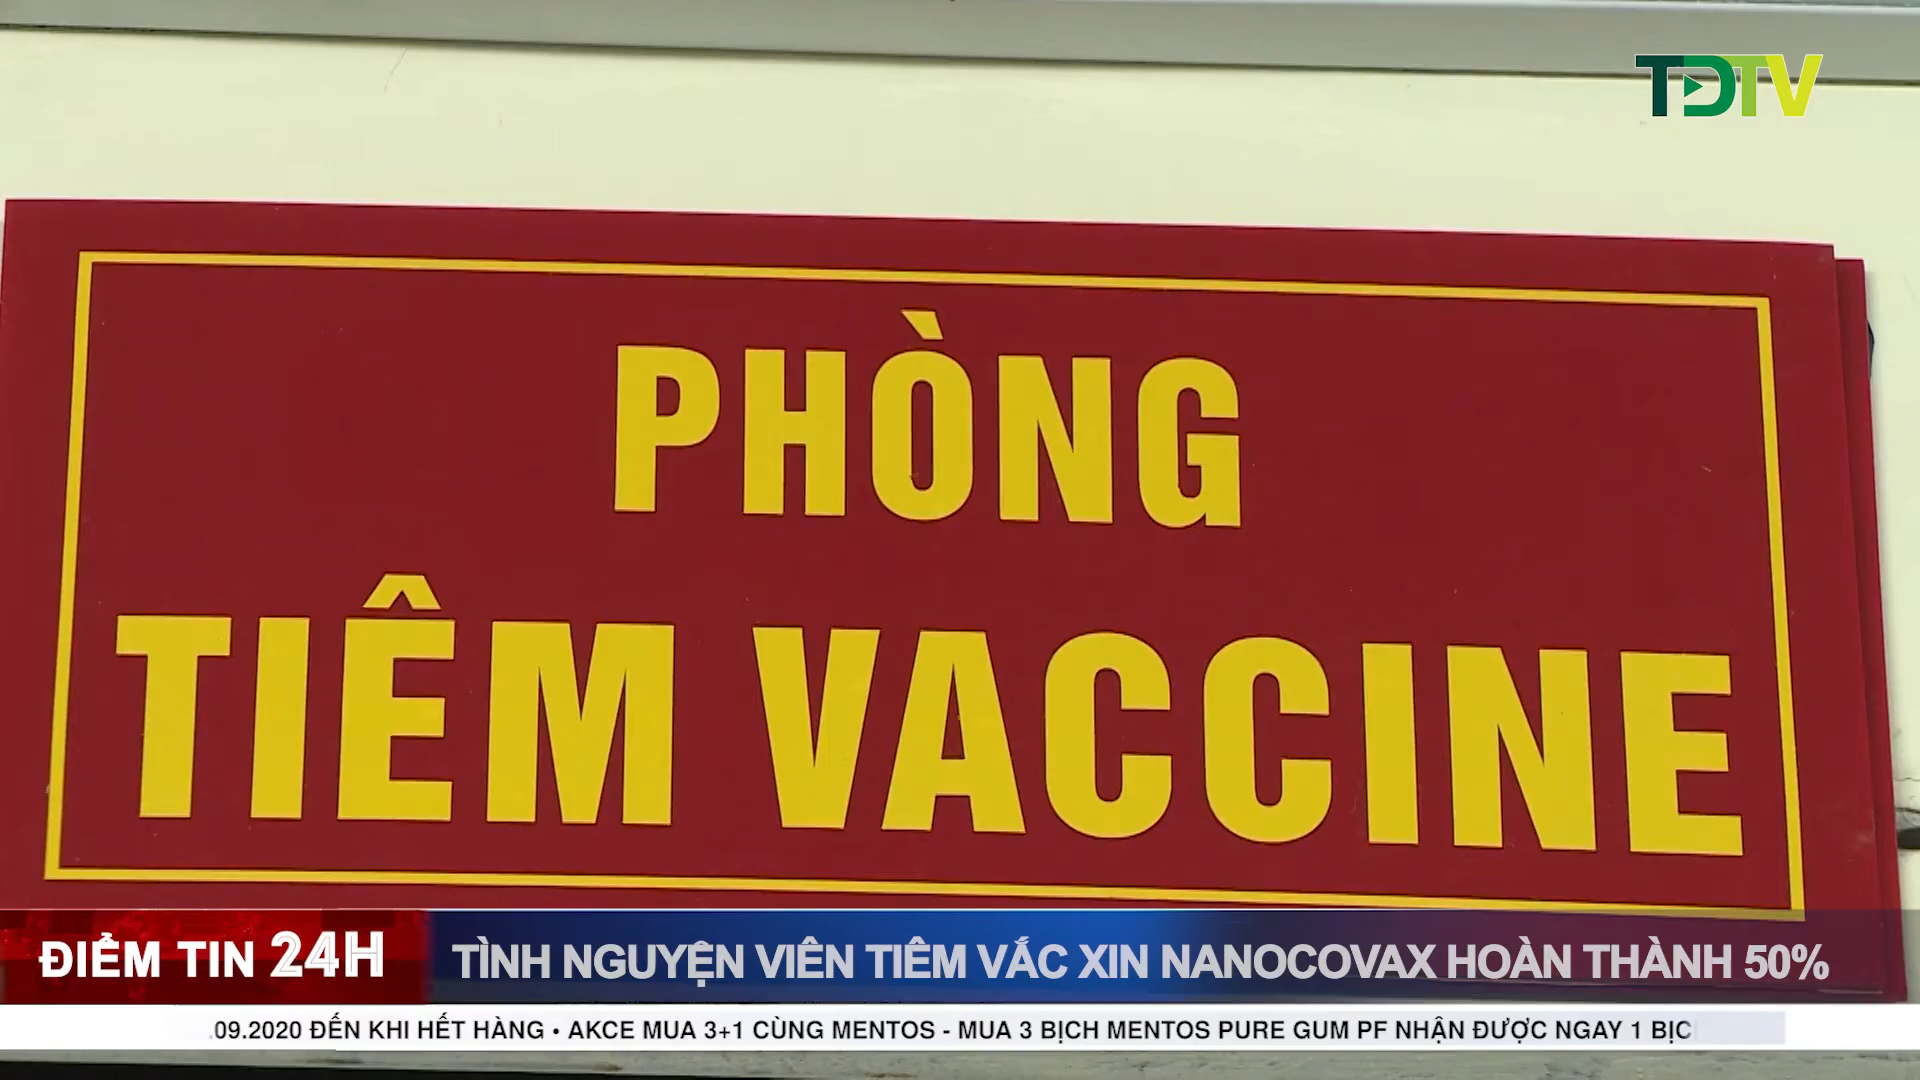 TDTV
PHÒNG
TIÊM VACCINE
ĐIỂM TIN 24H
TÌNH NGUYỆN VIÊN TIÊM VẮC XIN NANOCOVAX HOÀN THÀNH 50%
.09.2020 ĐẾN KHI HẾT HÀNG • AKCE MUA 3+1 CÙNG MENTOS - MUA 3 BỊCH MENTOS PURE GUM PF NHẬN ĐƯỢC NGAY 1 BỊC